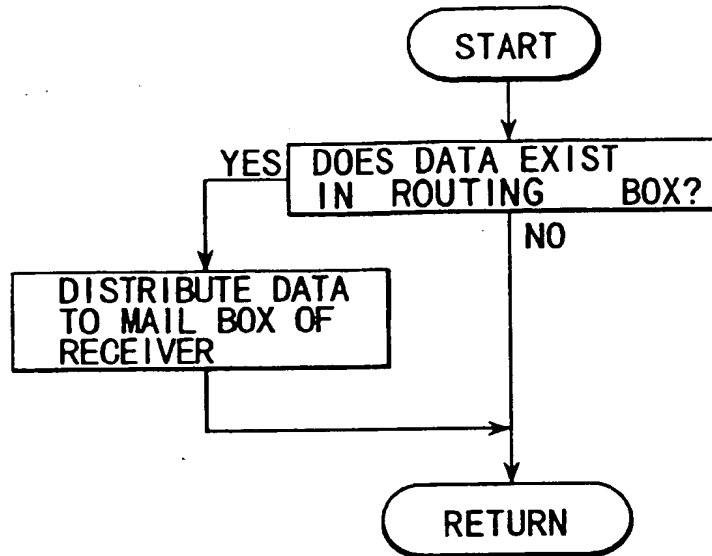 START
YES
DOES DATA EXIST
IN ROUTING BOX?
NO
DISTRIBUTE DATA
TO MAIL BOX OF
RECEIVER
RETURN